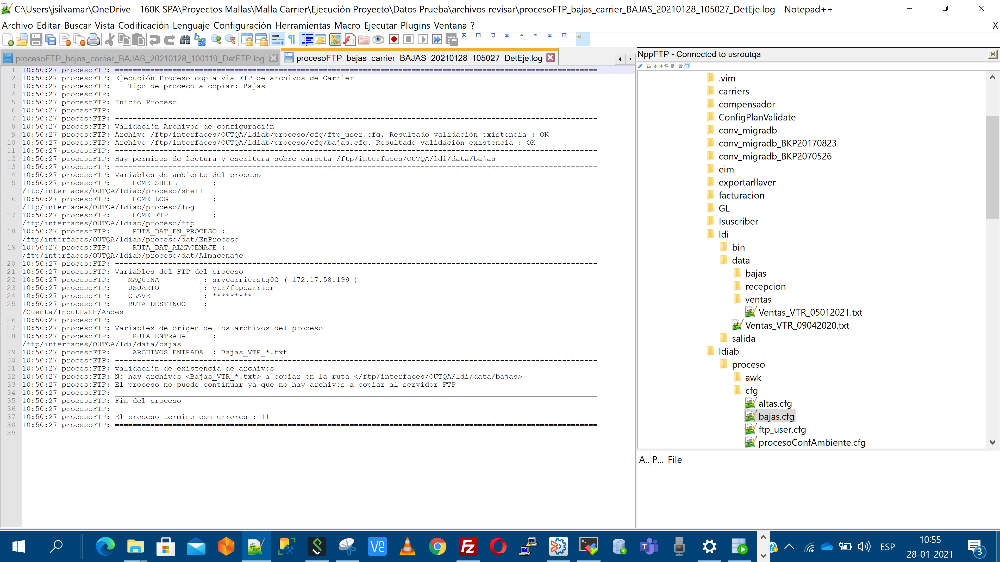 C:\Users\jsilvamar\OneDrive - 160K SPA\Proyectos Mallas\Malla Carrier\Ejecución Proyecto\Datos Prueba\archivos revisar\procesoFTP_bajas_carrier_BAJAS_20210128_105027_DetEje.log - Notepad++
Archivo Editar Buscar Vista Codificación Lenguaje Configuración Herramientas Macro Ejecutar Plugins Ventana ? X
procesoFTP_bajas_carrier_BAJAS_20210128_100119_DetFTP.log
procesoFTP_bajas_carrier_BAJAS_20210128_105027_DetEje.log
1 10:50:27 procesoFTP: =============================================================================================================
2 10:50:27 procesoFTP: Ejecución Proceso copia via FTP de archivos de Carrier
3 10:50:27 procesoFTP:    Tipo de proceco a copiar: Bajas
4 10:50:27 procesoFTP: _____________________________________________________________________________________________________________
5 10:50:27 procesoFTP: Inicio Proceso
6 10:50:27 procesoFTP:
7 10:50:27 procesoFTP: -------------------------------------------------------------------------------------------------------------
8 10:50:27 procesoFTP: Validación Archivos de configuración
9 10:50:27 procesoFTP: Archivo /ftp/interfaces/OUTQA/ldiab/proceso/cfg/ftp_user.cfg. Resultado validación existencia : OK
10 10:50:27 procesoFTP: Archivo /ftp/interfaces/OUTQA/ldiab/proceso/cfg/bajas.cfg. Resultado validación existencia : OK
11 10:50:27 procesoFTP: -------------------------------------------------------------------------------------------------------------
12 10:50:27 procesoFTP: Hay permisos de lectura y escritura sobre carpeta /ftp/interfaces/OUTQA/ldi/data/bajas
13 10:50:27 procesoFTP: -------------------------------------------------------------------------------------------------------------
14 10:50:27 procesoFTP: Variables de ambiente del proceso
15 10:50:27 procesoFTP:     HOME_SHELL        :
/ftp/interfaces/OUTQA/ldiab/proceso/shell
16 10:50:27 procesoFTP:     HOME_LOG          :
/ftp/interfaces/OUTQA/ldiab/proceso/log
17 10:50:27 procesoFTP:     HOME_FTP          :
/ftp/interfaces/OUTQA/ldiab/proceso/ftp
18 10:50:27 procesoFTP:     RUTA_DAT_EN_PROCESO :
/ftp/interfaces/OUTQA/ldiab/proceso/dat/EnProceso
19 10:50:27 procesoFTP:     RUTA_DAT_ALMACENAJE :
/ftp/interfaces/OUTQA/ldiab/proceso/dat/Almacenaje
20 10:50:27 procesoFTP: -------------------------------------------------------------------------------------------------------------
21 10:50:27 procesoFTP: Variables del FTP del proceso
22 10:50:27 procesoFTP:    MAQUINA          : srvcarrierstg02 ( 172.17.58.199 )
23 10:50:27 procesoFTP:    USUARIO          : vtr/ftpcarrier
24 10:50:27 procesoFTP:    CLAVE            : *********
25 10:50:27 procesoFTP:    RUTA DESTINOO    :
/Cuenta/InputPath/Andes
26 10:50:27 procesoFTP: -------------------------------------------------------------------------------------------------------------
27 10:50:27 procesoFTP: Variables de origen de los archivos del proceso
28 10:50:27 procesoFTP:     RUTA ENTRADA      :
/ftp/interfaces/OUTQA/ldi/data/bajas
29 10:50:27 procesoFTP:     ARCHIVOS ENTRADA  : Bajas_VTR_*.txt
30 10:50:27 procesoFTP: -------------------------------------------------------------------------------------------------------------
31 10:50:27 procesoFTP: validación de existencia de archivos
32 10:50:27 procesoFTP: No hay archivos <Bajas_VTR_*.txt> a copiar en la ruta </ftp/interfaces/OUTQA/ldi/data/bajas>
33 10:50:27 procesoFTP: El proceso no puede continuar ya que no hay archivos a copiar al servidor FTP
34 10:50:27 procesoFTP: _____________________________________________________________________________________________________________
35 10:50:27 procesoFTP: Fin del proceso
36 10:50:27 procesoFTP:
37 10:50:27 procesoFTP: El proceso termino con errores : 11
38 10:50:27 procesoFTP: =============================================================================================================
39
NppFTP - Connected to usroutqa
.vim
carriers
compensador
ConfigPlanValidate
conv_migradb
conv_migradb_BKP20170823
conv_migradb_BKP2070526
eim
exportarllaver
facturacion
GL
Isuscriber
ldi
bin
data
bajas
recepcion
ventas
Ventas_VTR_05012021.txt
Ventas_VTR_09042020.txt
salida
ldiab
proceso
awk
cfg
altas.cfg
bajas.cfg
ftp_user.cfg
procesoConfAmbiente.cfg
A.. P... File
ESP
10:55
28-01-2021
3